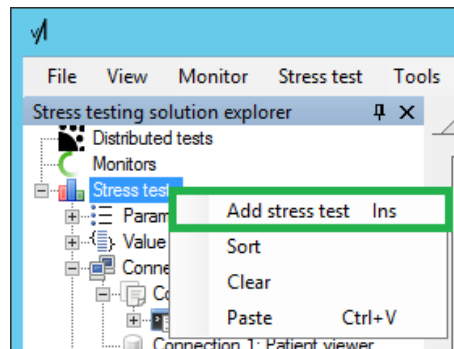 File View Monitor Stress test Tools
Stress testing solution explorer
Distributed tests
Monitors
Stress test
Add stress test Ins
Param
Sort
Value
Conne
Clear
Co
Paste Ctrl+V
Connection 1: Patient viewer